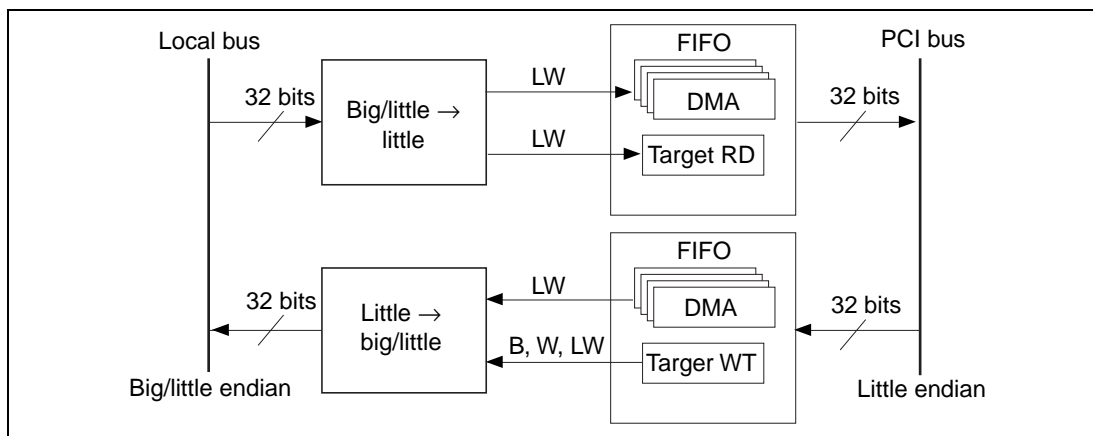 Local bus
FIFO
PCI bus
32 bits
Big/little →
little
LW
LW
DMA
Target RD
32 bits
FIFO
32 bits
Little →
big/little
LW
B, W, LW
DMA
Targer WT
32 bits
Big/little endian
Little endian